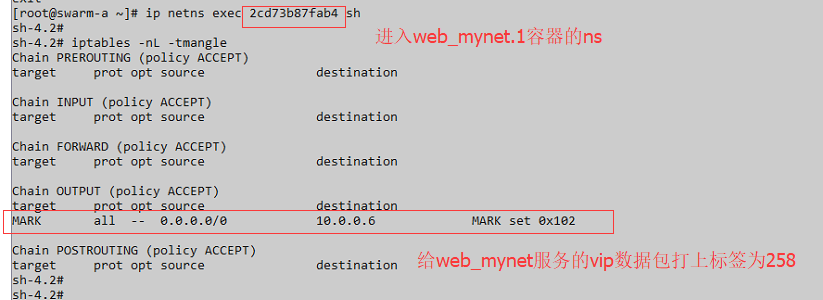 [root@swarm-a ~]# ip netns exec 2cd73b87fab4 sh
sh-4.2#
进入web_mynet.1容器的ns
sh-4.2# iptables -nL -tmangle
Chain PREROUTING (policy ACCEPT)
target prot opt source destination
Chain INPUT (policy ACCEPT)
target prot opt source destination
Chain FORWARD (policy ACCEPT)
target prot opt source destination
Chain OUTPUT (policy ACCEPT)
target prot opt source destination
MARK all -- 0.0.0.0/0 10.0.0.6 MARK set 0x102
Chain POSTROUTING (policy ACCEPT)
target prot opt source destination
给web_mynet服务的vip数据包打上标签为258
sh-4.2#
sh-4.2#